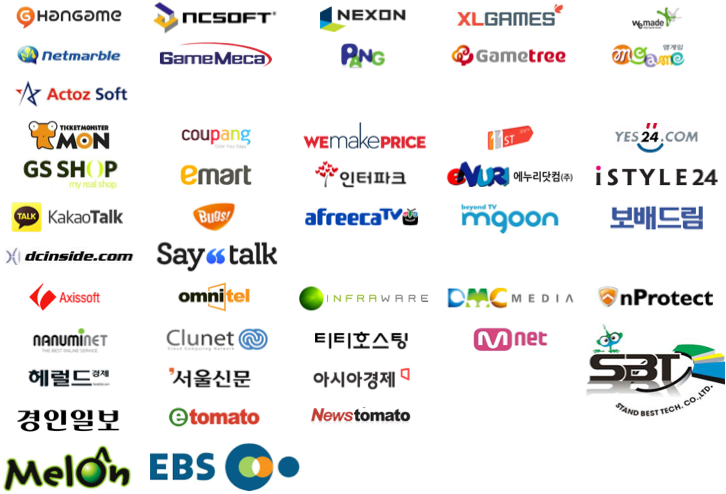 HANGAME NCSOFT NEXON XLGAMES Wemade
Netmarble GameMeca PANG Gametree 엠게임 mgame
Actoz Soft
TICKETMONSTER
TMON coupang WEMAKEPRICE 11ST YES24.COM
GS SHOP emart 인터파크 eNURI 에누리닷컴(주) iSTYLE24
my real shop
TALK KakaoTalk Bugs! afreecaTV beyond TV mgoon 보배드림
dcinside.com Say talk
Axissoft omnitel INFRAWARE DMC MEDIA nProtect
NANUMINET Clunet 티티호스팅 Mnet SBT
THE BEST ONLINE SERVICE Cloud Computing Network
헤럴드경제 서울신문 아시아경제
STAND BEST TECH. CO.,LTD.
경인일보 etomato Newstomato
Melon EBS